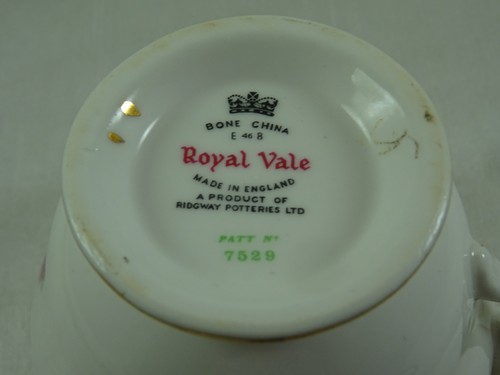 BONE CHINA
E 46 8
Royal Vale
MADE IN ENGLAND
A PRODUCT OF
RIDGWAY POTTERIES LTD
PATT Nº
7529